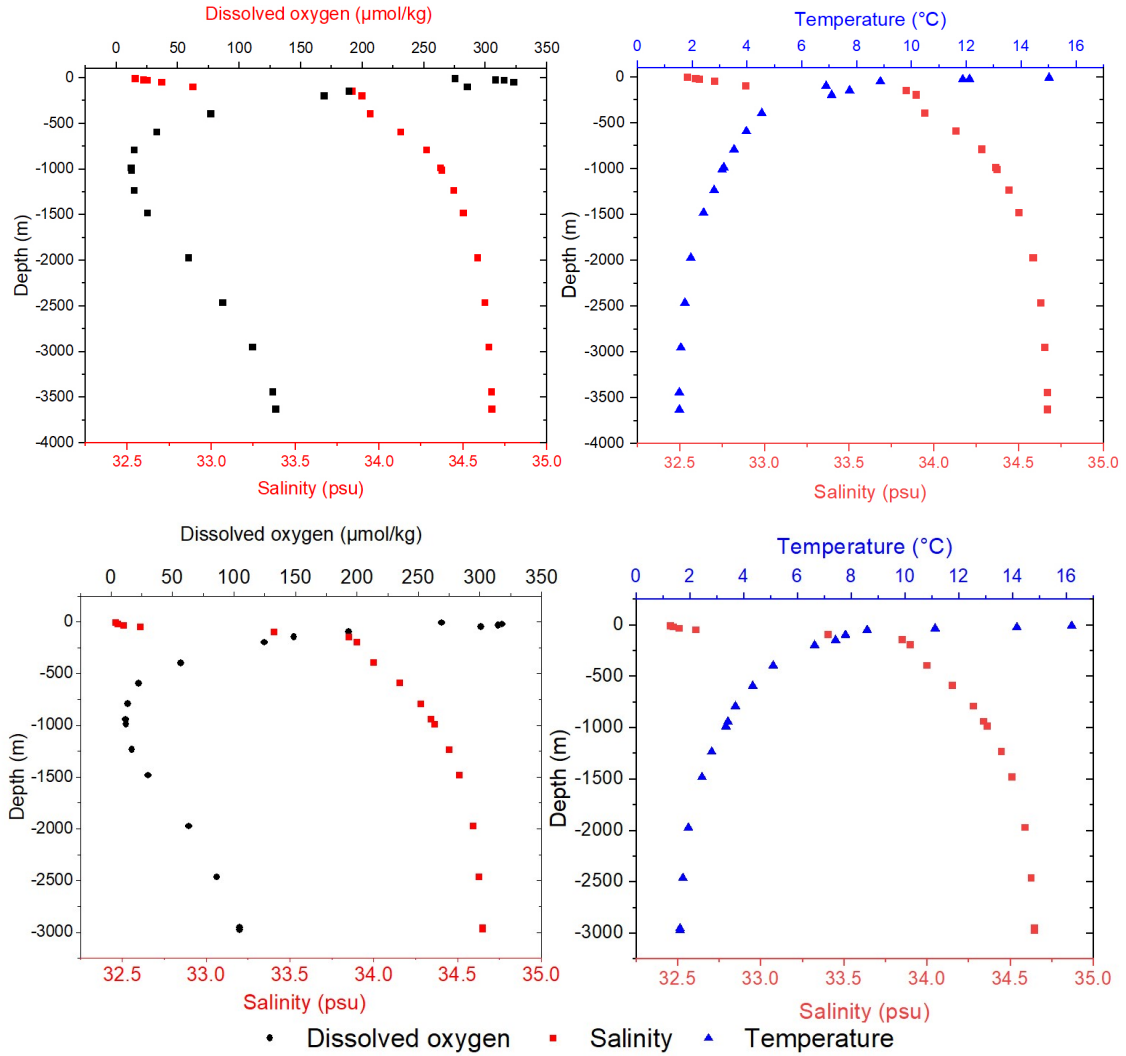 Dissolved oxygen (µmol/kg)
0 50 100 150 200 250 300 350
0
-500
-1000
-1500
-2000
-2500
-3000
-3500
-4000
Depth (m)
32.5 33.0 33.5 34.0 34.5 35.0
Salinity (psu)
Temperature (°C)
0 2 4 6 8 10 12 14 16
0
-500
-1000
-1500
-2000
-2500
-3000
-3500
-4000
Depth (m)
32.5 33.0 33.5 34.0 34.5 35.0
Salinity (psu)
Dissolved oxygen (µmol/kg)
0 50 100 150 200 250 300 350
0
-500
-1000
-1500
-2000
-2500
-3000
Depth (m)
32.5 33.0 33.5 34.0 34.5 35.0
Salinity (psu)
Temperature (°C)
0 2 4 6 8 10 12 14 16
0
-500
-1000
-1500
-2000
-2500
-3000
Depth (m)
32.5 33.0 33.5 34.0 34.5 35.0
Salinity (psu)
Dissolved oxygen Salinity Temperature